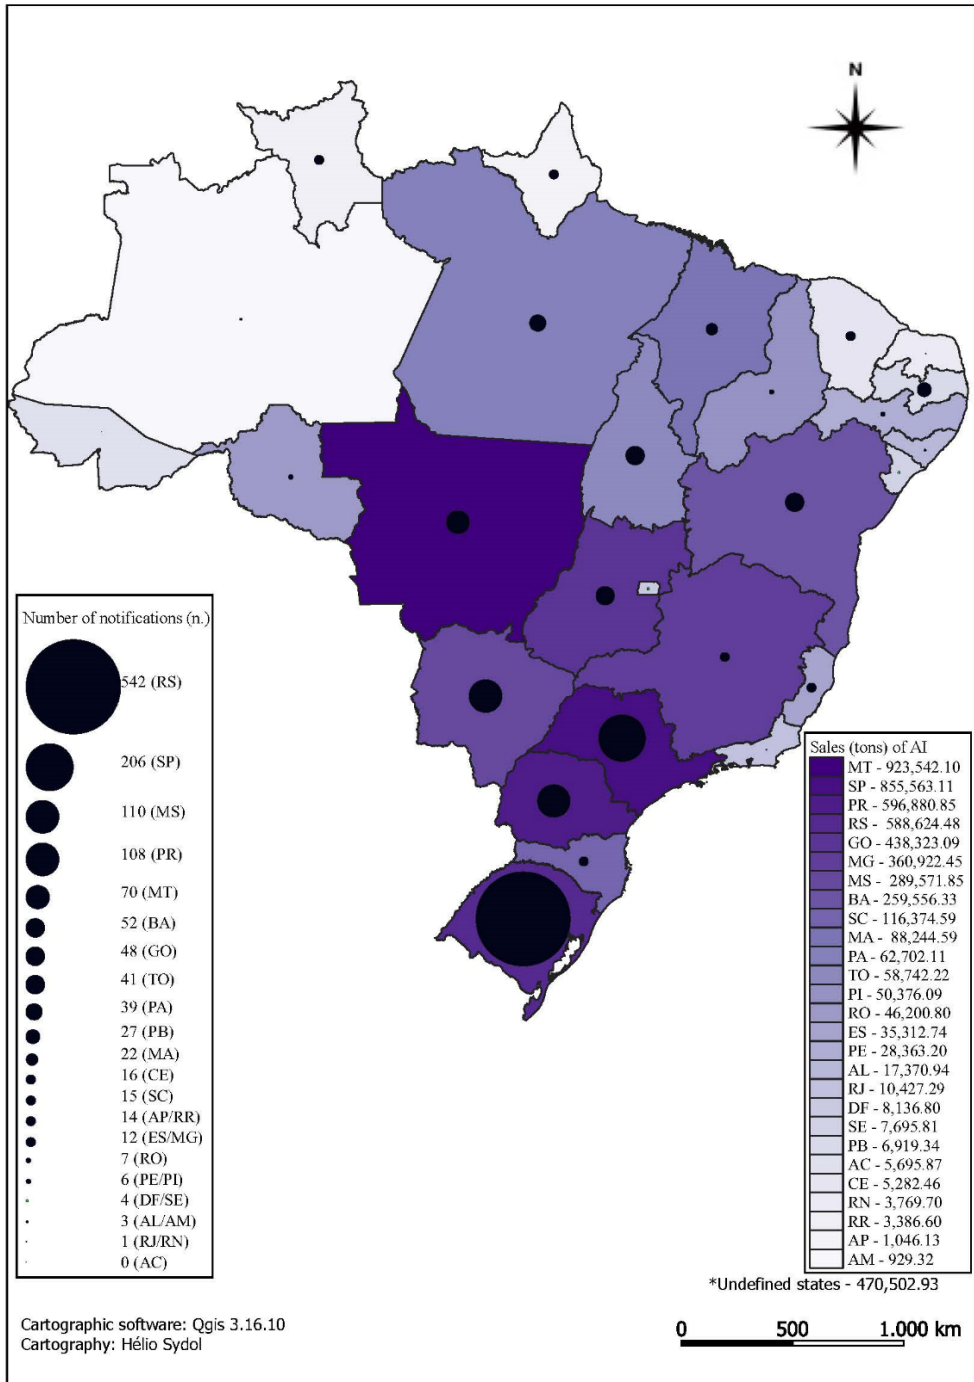 N
Number of notifications (n.)
542 (RS)
206 (SP)
110 (MS)
108 (PR)
70 (MT)
52 (BA)
48 (GO)
41 (TO)
39 (PA)
27 (PB)
22 (MA)
16 (CE)
15 (SC)
14 (AP/RR)
12 (ES/MG)
7 (RO)
6 (PE/PI)
4 (DF/SE)
3 (AL/AM)
1 (RJ/RN)
0 (AC)
Sales (tons) of AI
MT - 923,542.10
SP - 855,563.11
PR - 596,880.85
RS - 588,624.48
GO - 438,323.09
MG - 360,922.45
MS - 289,571.85
BA - 259,556.33
SC - 116,374.59
MA - 88,244.59
PA - 62,702.11
TO - 58,742.22
PI - 50,376.09
RO - 46,200.80
ES - 35,312.74
PE - 28,363.20
AL - 17,370.94
RJ - 10,427.29
DF - 8,136.80
SE - 7,695.81
PB - 6,919.34
AC - 5,695.87
CE - 5,282.46
RN - 3,769.70
RR - 3,386.60
AP - 1,046.13
AM - 929.32
*Undefined states - 470,502.93
Cartographic software: Qgis 3.16.10
Cartography: Hélio Sydol
0 500 1.000 km